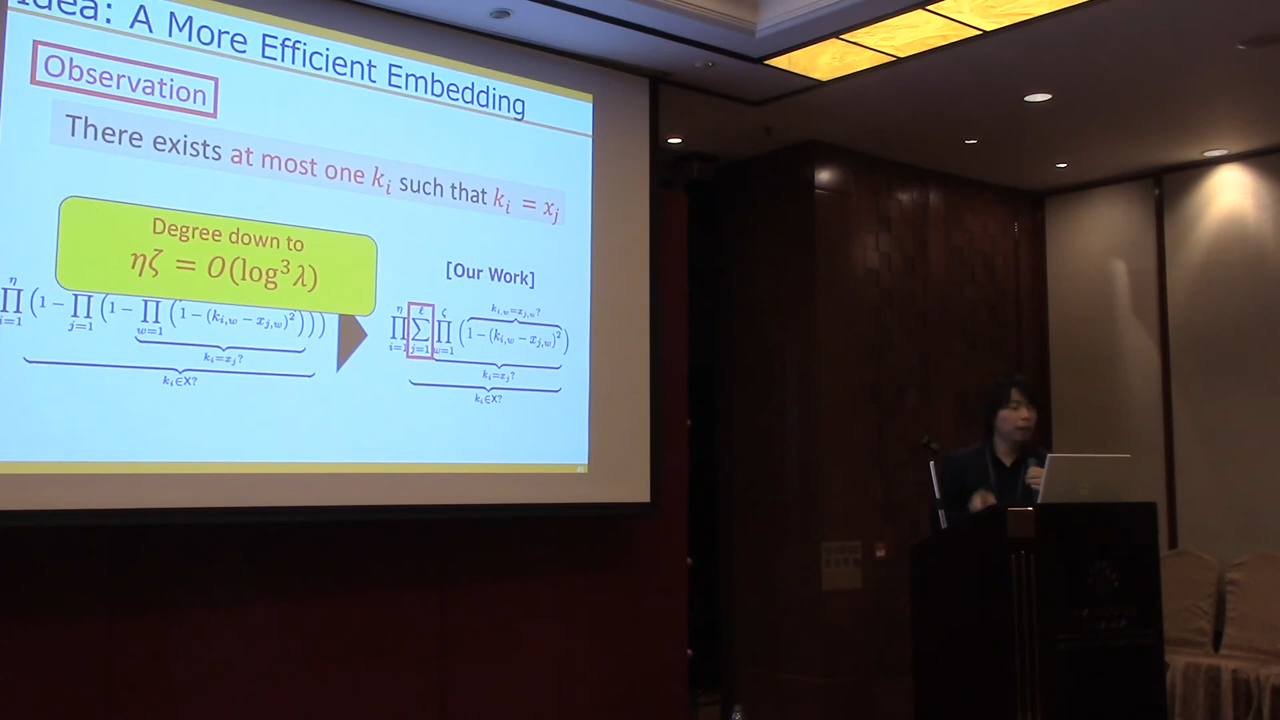 Idea: A More Efficient Embedding
Observation
There exists at most one kᵢ such that kᵢ = xⱼ
Degree down to
ηζ = O(log³λ)
[Our Work]
∏_{i=1}^{η} (1 − ∏_{j=1} (1 − ∏_{w=1} (1 − (k_{i,w} − x_{j,w})²)))
kᵢ=xⱼ?
kᵢ∈X?
k_{i,w}=x_{j,w}?
∏_{i=1}^{η} ∑_{j=1}^{ℓ} ∏_{w=1}^{ζ} (1 − (k_{i,w} − x_{j,w})²)
kᵢ=xⱼ?
kᵢ∈X?